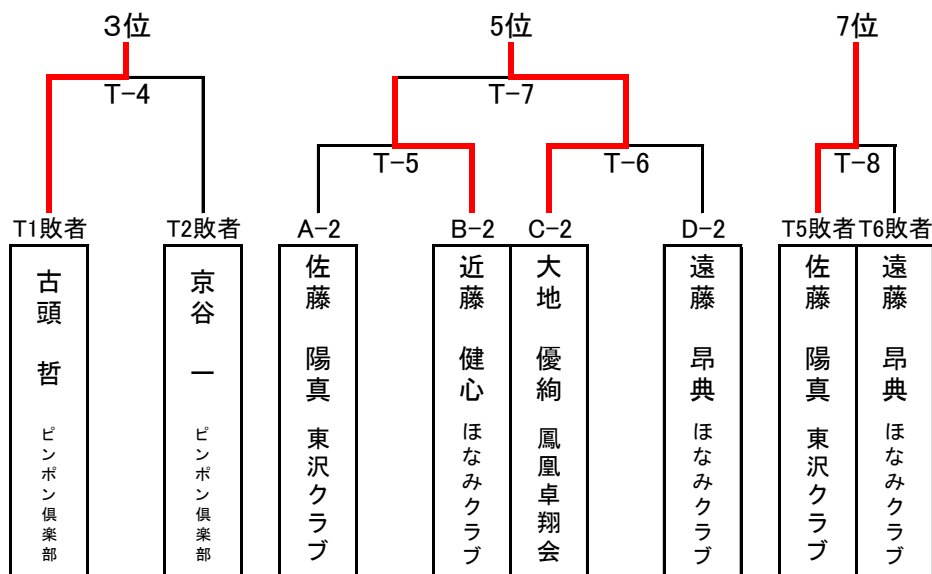 ３位
5位
7位
T-4
T-7
T-5
T-6
T-8
T1敗者
T2敗者
A-2
B-2
C-2
D-2
T5敗者
T6敗者
古頭 哲
ピンポン倶楽部
京谷 一
ピンポン倶楽部
佐藤 陽真
東沢クラブ
近藤 健心
ほなみクラブ
大地 優絢
鳳凰卓翔会
遠藤 昂典
ほなみクラブ
佐藤 陽真
東沢クラブ
遠藤 昂典
ほなみクラブ